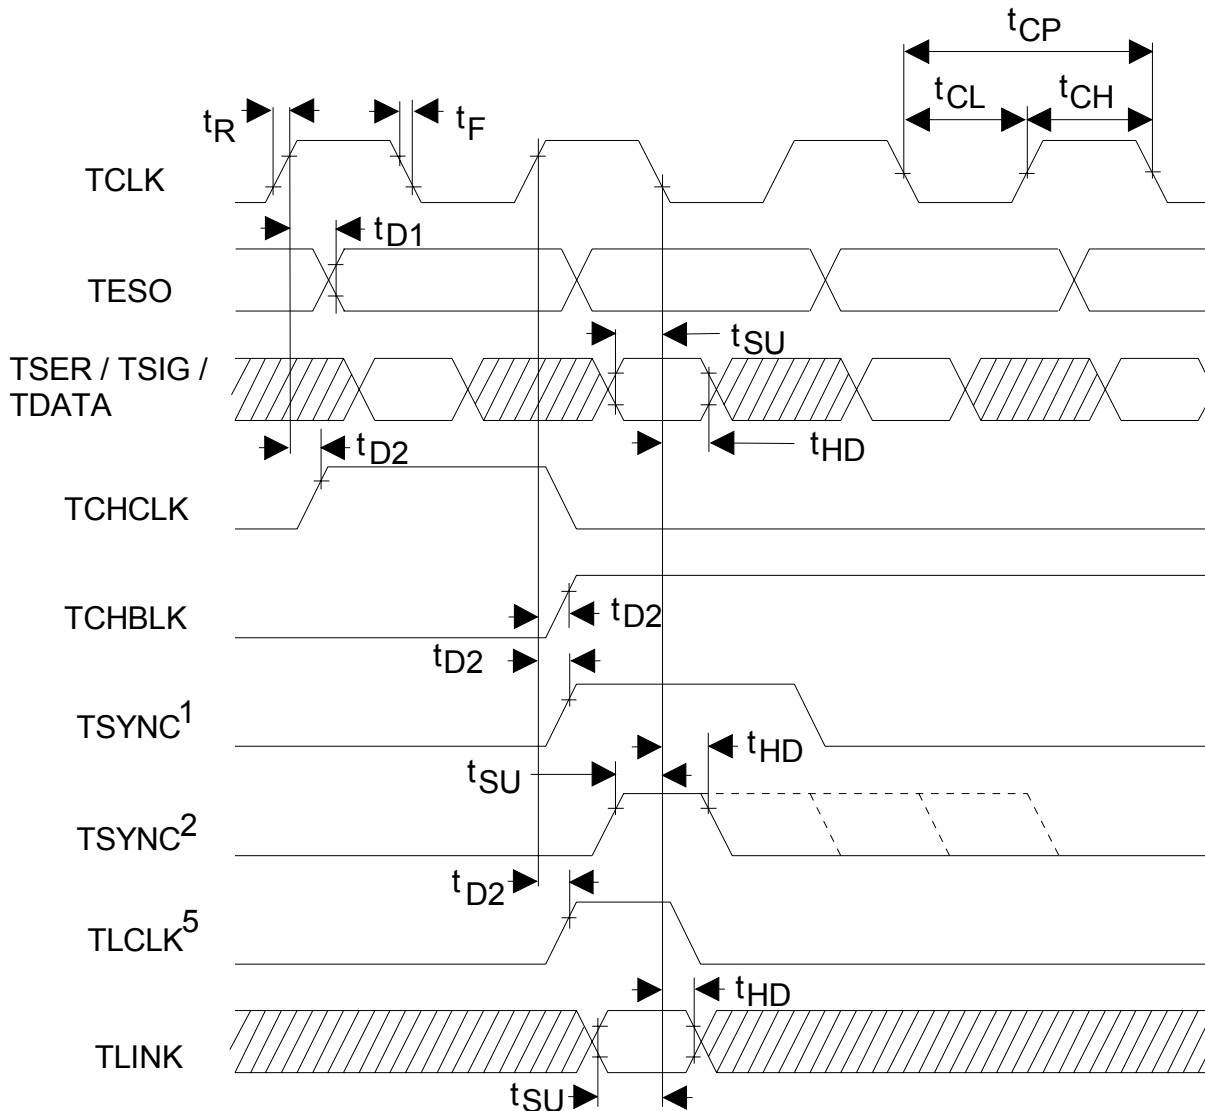 tCP
tCL tCH
tR tF
TCLK
tD1
TESO
tSU
TSER / TSIG /
TDATA
tHD
tD2
TCHCLK
TCHBLK
tD2
tD2
TSYNC1
tHD
tSU
TSYNC2
tD2
TLCLK5
tHD
TLINK
tSU